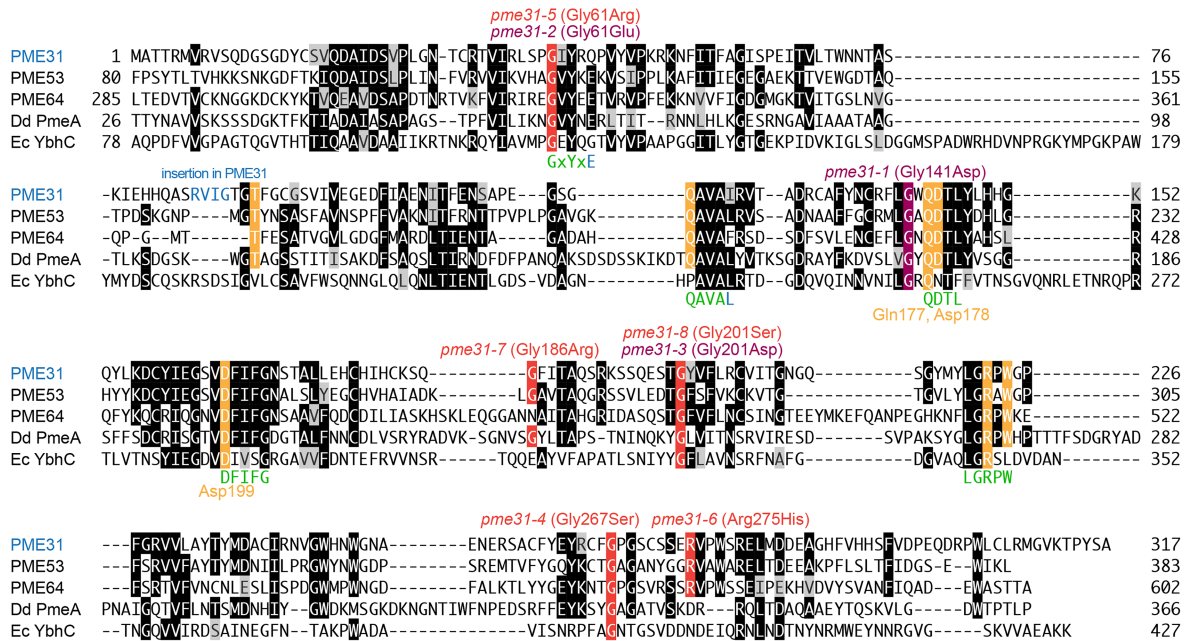 pme31-5 (Gly61Arg)
pme31-2 (Gly61Glu)
PME31 1 MATTRMVRVSQDGSGDYCSVQDAIDSVPLGN-TCRTVIRLSPGIYRQPVYVPKRKNFITFAGISPEITVLTWNNTAS-------------------------- 76
PME53 80 FPSYTLTVHKKSNKGDFTKIQDAIDSLPLIN-FVRVVIKVHAGVYKEKVSIPPLKAFITIEGEGAEKTTVEWGDTAQ-------------------------- 155
PME64 285 LTEDVTVCKNGGKDCKYKTVQEAVDSAPDTNRTVKFVIRIREGVYEETVRVPFEKKNVVFIGDGMGKTVITGSLNVG-------------------------- 361
Dd PmeA 26 TTYNAVVSKSSSDGKTFKTIADAIASAPAGS-TPFVILIKNGVYNERLTIT--RNNLHLKGESRNGAVIAAATAAG-------------------------- 98
Ec YbhC 78 AQPDFVVGPAGTQGVTHTTIQAAVDAAIIKRTNKRQYIAVMPGEYQGTVYVPAAPGGITLYGTGEKPIDVKIGLSLDGGMSPADWRHDVNPRGKYMPGKPAW 179
GxYxE
insertion in PME31
pme31-1 (Gly141Asp)
PME31 -KIEHHQASRVIGTGTFGCGSVIVEGEDFIAENITFENSAPE---GSG--------------QAVAIRVT--ADRCAFYNCRFLGWQDTLYLHHG------------K 152
PME53 -TPDSKGNP----MGTYNSASFAVNSPFFVAKNITFRNTTPVPLPGAVGK-----------QAVALRVS--ADNAAFFGCRMLGAQDTLYDHLG------------R 232
PME64 -QP-G--MT------TFESATVGVLGDGFMARDLTIENTA-----GADAH-----------QAVAFRSD--SDFSVLENCEFLGNQDTLYAHSL------------R 428
Dd PmeA -TLKSDGSK----WGTAGSSTITISAKDFSAQSLTIRNDFDFPANQAKSDSDSSKIKDTQAVALYVTKSGDRAYFKDVSLVGYQDTLYVSGG------------R 186
Ec YbhC YMYDSCQSKRSDSIGVLCSAVFWSQNNGLQLQNLTIENTLGDS-VDAGN-----------HPAVALRTD--GDQVQINNVNILGRQNTFFVTNSGVQNRLETNRQPR 272
QAVAL
QDTL
Gln177, Asp178
pme31-8 (Gly201Ser)
pme31-7 (Gly186Arg)
pme31-3 (Gly201Asp)
PME31 QYLKDCYIEGSVDFIFGNSTALLEHCHIHCKSQ----------GFITAQSRKSSQESTGYVFLRCVITGNGQ----------SGYMYLGRPWGP---------- 226
PME53 HYYKDCYIEGSVDFIFGNALSLYEGCHVHAIADK---------LGAVTAQGRSSVLEDTGFSFVKCKVTG------------TGVLYLGRAWGP---------- 305
PME64 QFYKQCRIQGNVDFIFGNSAAVFQDCDILIASKHSKLEQGGANNAITAHGRIDASQSTGFVFLNCSINGTEEYMKEFQANPEGHKNFLGRPWKE---------- 522
Dd PmeA SFFSDCRISGTVDFIFGDGTALFNNCDLVSRYRADVK-SGNVSGYLTAPS-TNINQKYGLVITNSRVIRESD-------SVPAKSYGLGRPWHPTTTFSDGRYAD 282
Ec YbhC TLVTNSYIEGDVDIVSGRGAVVFDNTEFRVVNSR-------TQQEAYVFAPATLSNIYYGFLAVNSRFNAFG----------DGVAQLGRSLDVDAN------- 352
DFIFG
LGRPW
Asp199
pme31-4 (Gly267Ser) pme31-6 (Arg275His)
PME31 ---FGRVVLAYTYMDACIRNVGWHNWGNA--------ENERSACFYEYRCFGPGSCSSERVPWSRELMDDEAGHFVHHSFVDPEQDRPWLCLRMGVKTPYSA 317
PME53 ---FSRVVFAYTYMDNIILPRGWYNWGDP--------SREMTVFYGQYKCTGAGANYGGRVAWARELTDEEAKPFLSLTFIDGS-E--WIKL 383
PME64 ---FSRTVFVNCNLESLISPDGWMPWNGD--------FALKTLYYGEYKNTGPGSVRSSRVPWSSEIPEKHVDVYSVANFIQAD--EWASTTA 602
Dd PmeA PNAIGQTVFLNTSMDNHIY--GWDKMSGKDKNGNTIWFNPEDSRFFEYKSYGAGATVSKDR--RQLTDAQAAEYTQSKVLG----DWTPTLP 366
Ec YbhC --TNGQVVIRDSAINEGFN--TAKPWADA---------VISNRPFAGNTGSVDDNDEIQRNLNDTNYNRMWEYNNRGVG------SKVVAEAKK 427